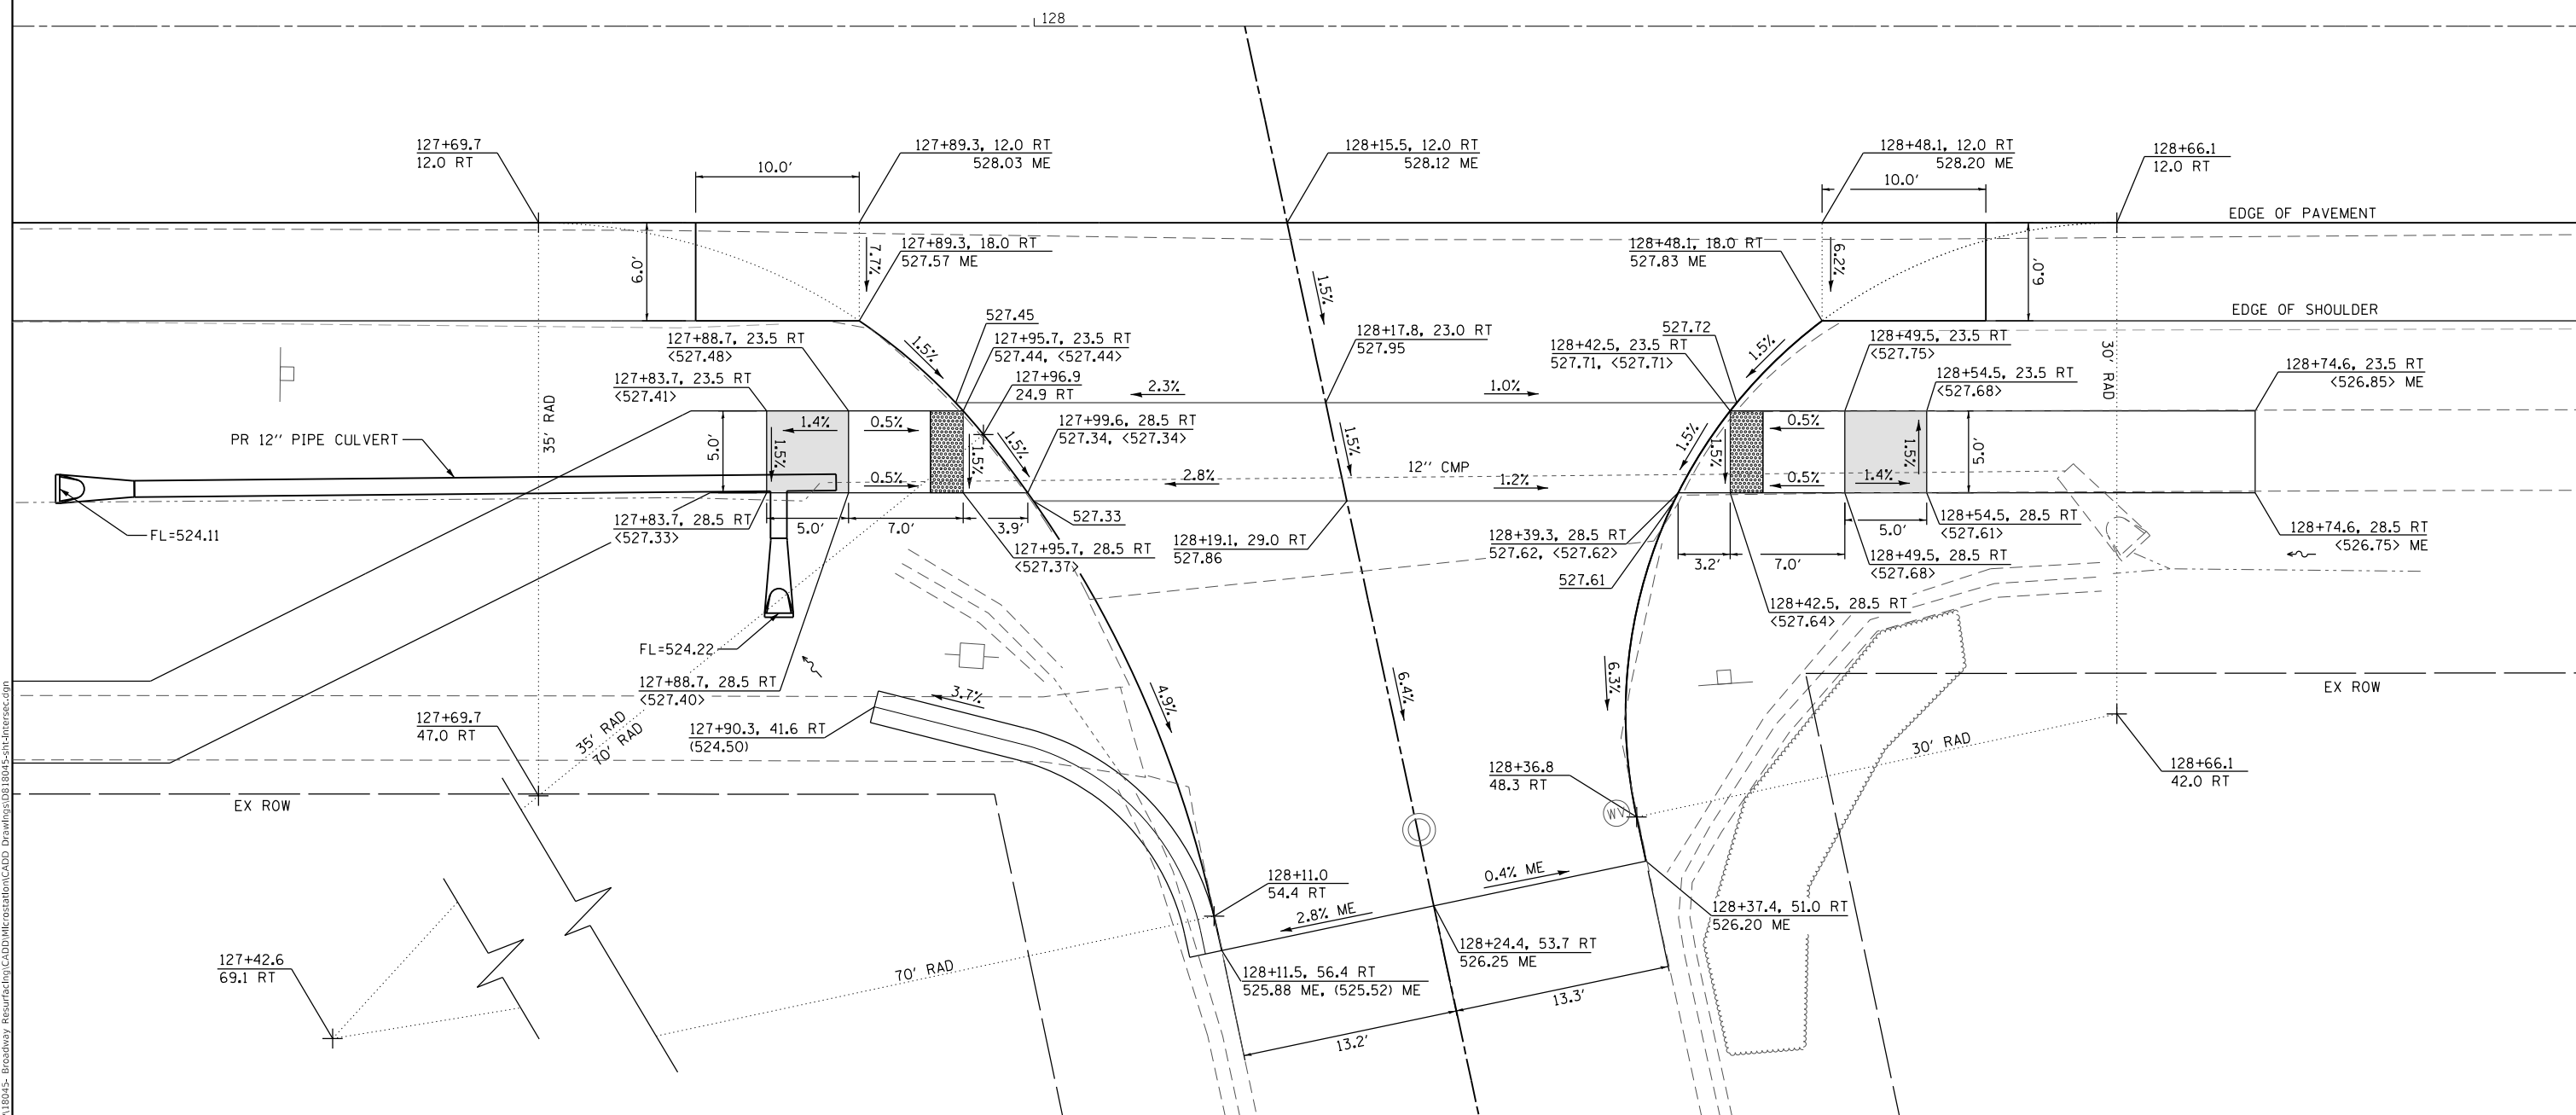 128
127+69.7
12.0 RT
10.0'
127+89.3, 12.0 RT
528.03 ME
128+15.5, 12.0 RT
528.12 ME
128+48.1, 12.0 RT
528.20 ME
10.0'
128+66.1
12.0 RT
EDGE OF PAVEMENT
6.0'
7.7%
127+89.3, 18.0 RT
527.57 ME
1.5%
128+48.1, 18.0 RT
527.83 ME
6.2%
6.0'
EDGE OF SHOULDER
527.45
127+88.7, 23.5 RT
<527.48>
1.5%
127+95.7, 23.5 RT
527.44, <527.44>
128+17.8, 23.0 RT
527.95
527.72
128+42.5, 23.5 RT
527.71, <527.71>
1.5%
128+49.5, 23.5 RT
<527.75>
30' RAD
128+74.6, 23.5 RT
<526.85> ME
127+83.7, 23.5 RT
<527.41>
127+96.9
24.9 RT
2.3%
1.0%
128+54.5, 23.5 RT
<527.68>
35' RAD
PR 12" PIPE CULVERT
5.0'
1.4%
1.5%
0.5%
0.5%
1.5%
1.5%
127+99.6, 28.5 RT
527.34, <527.34>
1.5%
12" CMP
2.8%
1.2%
1.5%
1.5%
0.5%
0.5%
1.4%
1.5%
5.0'
FL=524.11
127+83.7, 28.5 RT
<527.33>
5.0'
7.0'
3.9'
527.33
127+95.7, 28.5 RT
<527.37>
128+19.1, 29.0 RT
527.86
128+39.3, 28.5 RT
527.62, <527.62>
527.61
3.2'
7.0'
5.0'
128+54.5, 28.5 RT
<527.61>
128+49.5, 28.5 RT
<527.68>
128+74.6, 28.5 RT
<526.75> ME
128+42.5, 28.5 RT
<527.64>
FL=524.22
127+88.7, 28.5 RT
<527.40>
3.7%
4.9%
6.4%
6.3%
EX ROW
127+69.7
47.0 RT
35' RAD
70' RAD
127+90.3, 41.6 RT
(524.50)
30' RAD
128+36.8
48.3 RT
WV
128+66.1
42.0 RT
EX ROW
128+11.0
54.4 RT
0.4% ME
2.8% ME
128+37.4, 51.0 RT
526.20 ME
128+24.4, 53.7 RT
526.25 ME
127+42.6
69.1 RT
70' RAD
128+11.5, 56.4 RT
525.88 ME, (525.52) ME
13.3'
13.2'
\18045- Broadway Resurfacing\CADD\Microstation\CADD Drawings\D818045-sht-Intersec.dgn